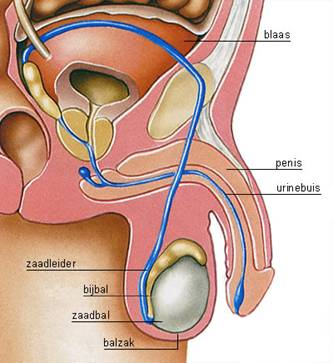 blaas
penis
urinebuis
zaadleider
bijbal
zaadbal
balzak